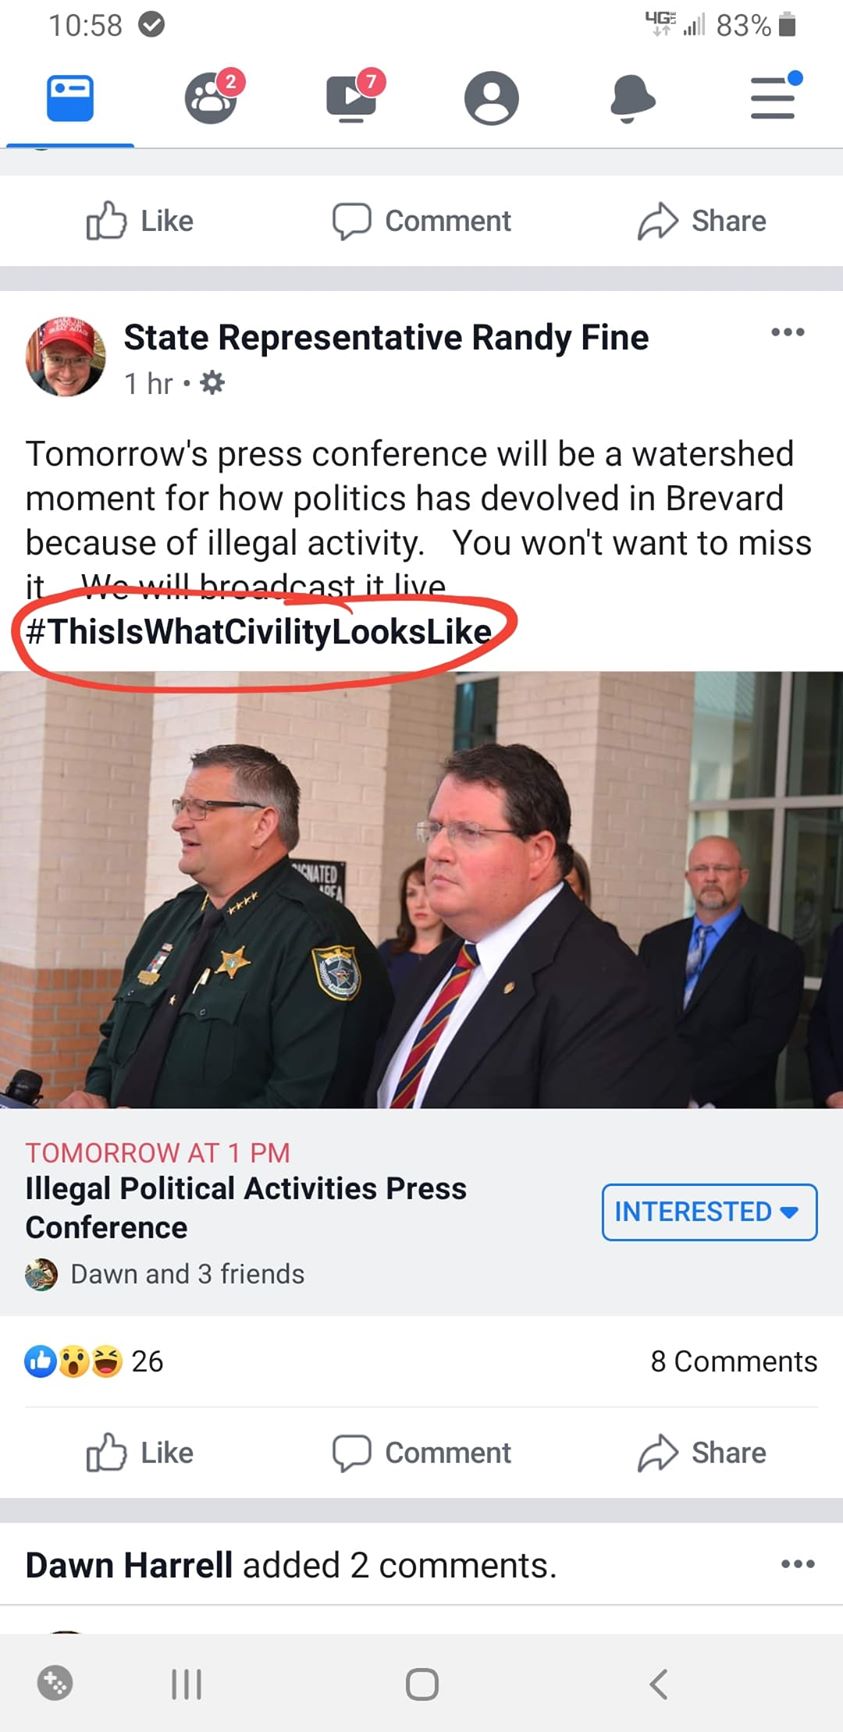 10:58
4GE 83%
2
7
Like Comment Share
State Representative Randy Fine
1 hr •
Tomorrow's press conference will be a watershed
moment for how politics has devolved in Brevard
because of illegal activity. You won't want to miss
it. We will broadcast it live.
#ThisIsWhatCivilityLooksLike
TOMORROW AT 1 PM
Illegal Political Activities Press
Conference
INTERESTED
Dawn and 3 friends
26
8 Comments
Like Comment Share
Dawn Harrell added 2 comments.